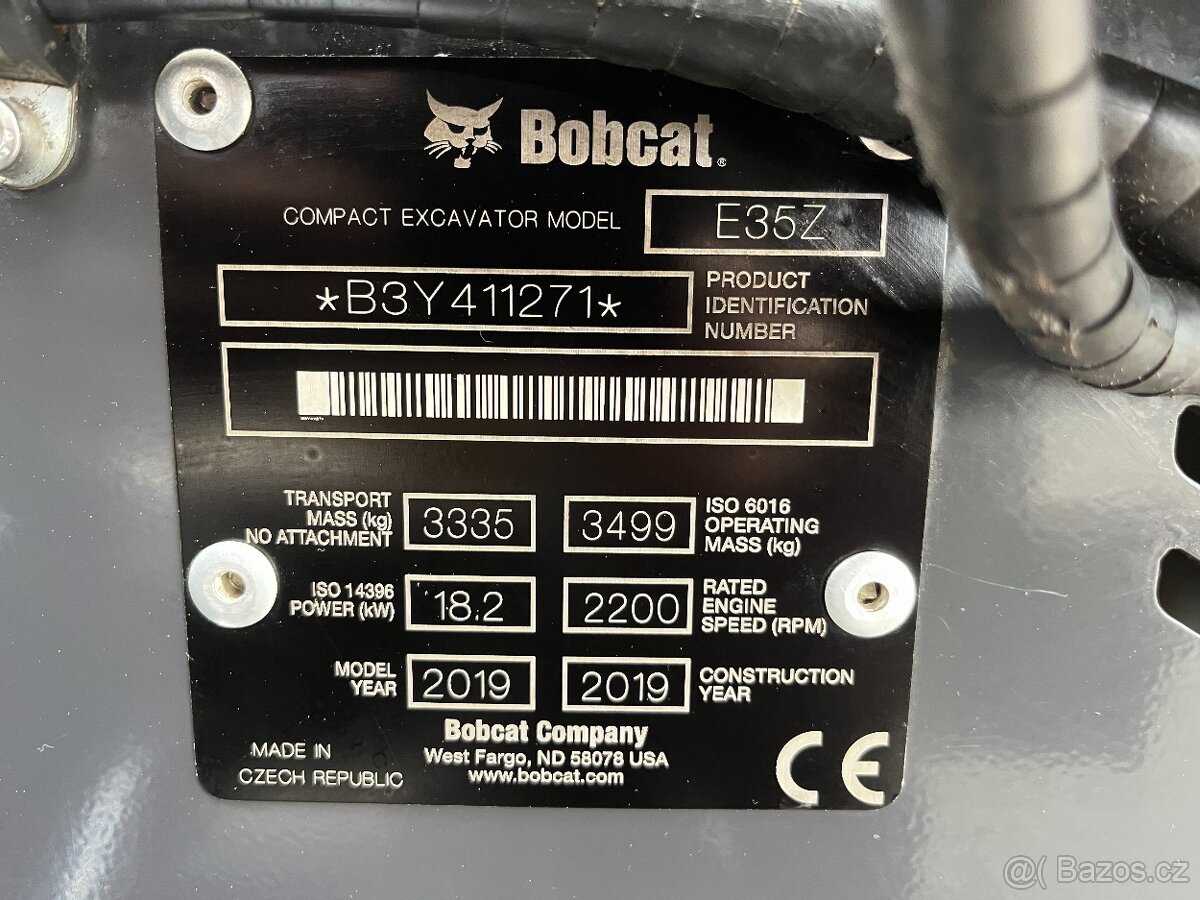 Bobcat®
COMPACT EXCAVATOR MODEL E35Z
*B3Y411271* PRODUCT
IDENTIFICATION
NUMBER
TRANSPORT
MASS (kg)
NO ATTACHMENT
3335
3499
ISO 6016
OPERATING
MASS (kg)
ISO 14396
POWER (kW)
18.2
2200
RATED
ENGINE
SPEED (RPM)
MODEL
YEAR
2019
2019
CONSTRUCTION
YEAR
Bobcat Company
West Fargo, ND 58078 USA
www.bobcat.com
MADE IN
CZECH REPUBLIC
CE
@( Bazos.cz